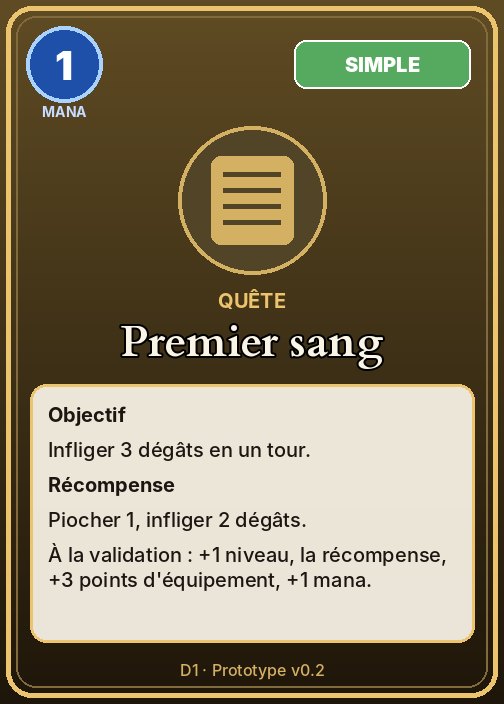 1
MANA
SIMPLE
QUÊTE
Premier sang
Objectif
Infliger 3 dégâts en un tour.
Récompense
Piocher 1, infliger 2 dégâts.
À la validation : +1 niveau, la récompense,
+3 points d'équipement, +1 mana.
D1 · Prototype v0.2